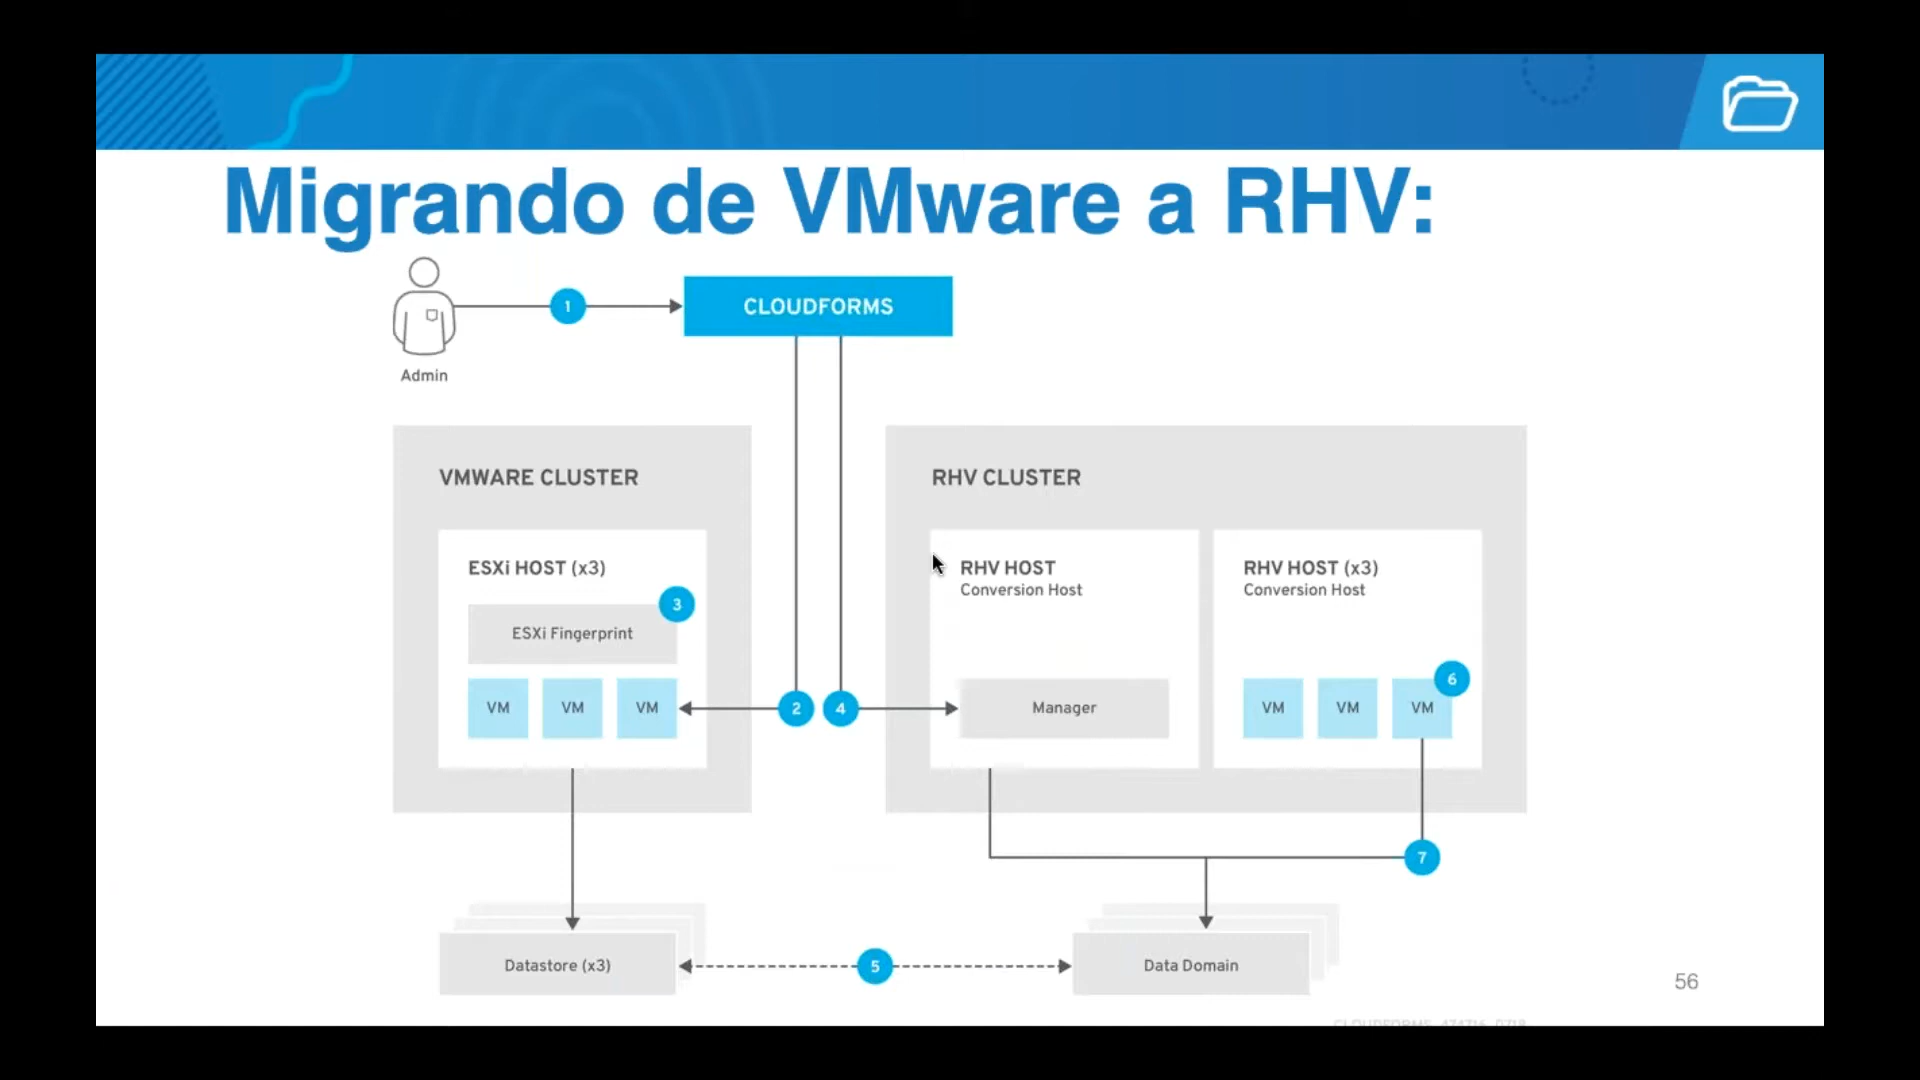 Migrando de VMware a RHV:
1
CLOUDFORMS
Admin
VMWARE CLUSTER
RHV CLUSTER
ESXi HOST (x3)
3
ESXi Fingerprint
VM
VM
VM
2
4
RHV HOST
Conversion Host
Manager
RHV HOST (x3)
Conversion Host
6
VM
VM
VM
7
Datastore (x3)
5
Data Domain
56